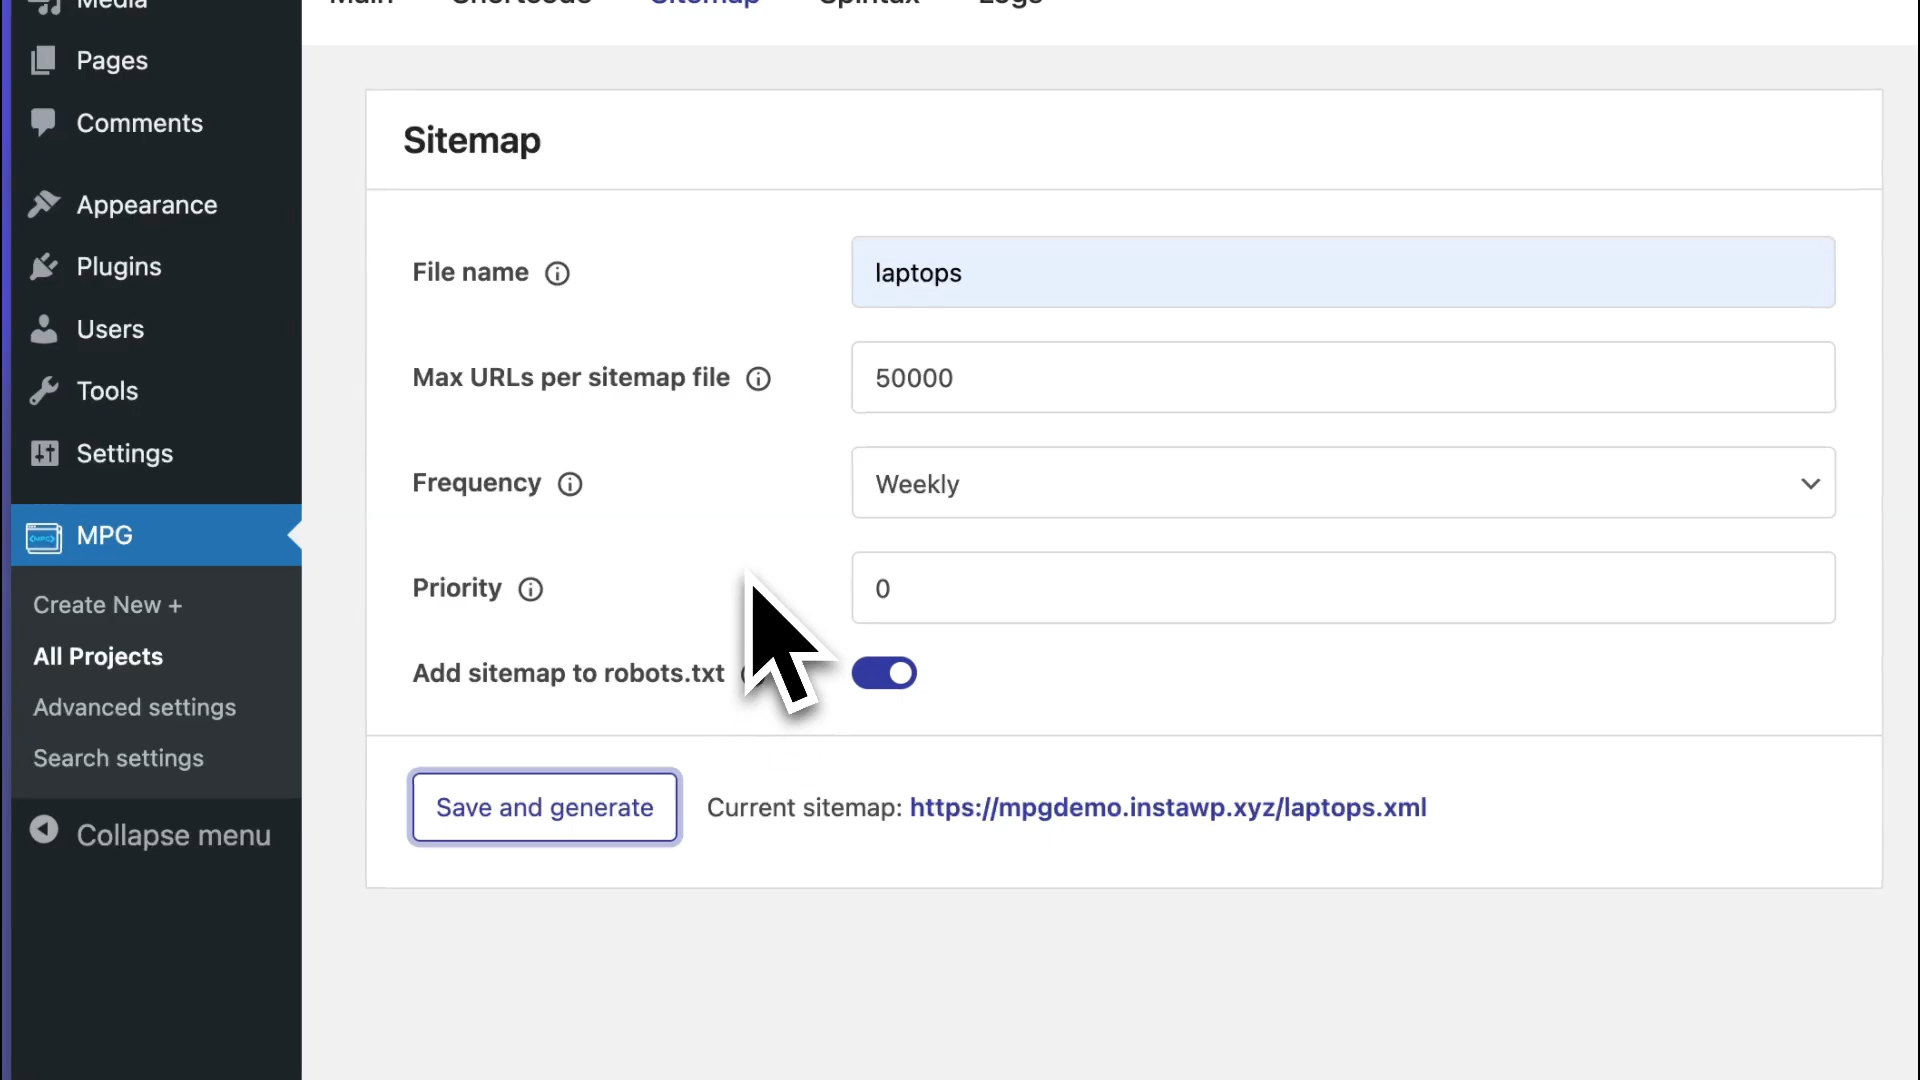 Media
Main
Shortcode
Sitemap
Spintax
Logs
Pages
Comments
Appearance
Plugins
Users
Tools
Settings
MPG
Create New +
All Projects
Advanced settings
Search settings
Collapse menu
Sitemap
File name
laptops
Max URLs per sitemap file
50000
Frequency
Weekly
Priority
0
Add sitemap to robots.txt
Save and generate
Current sitemap: https://mpgdemo.instawp.xyz/laptops.xml